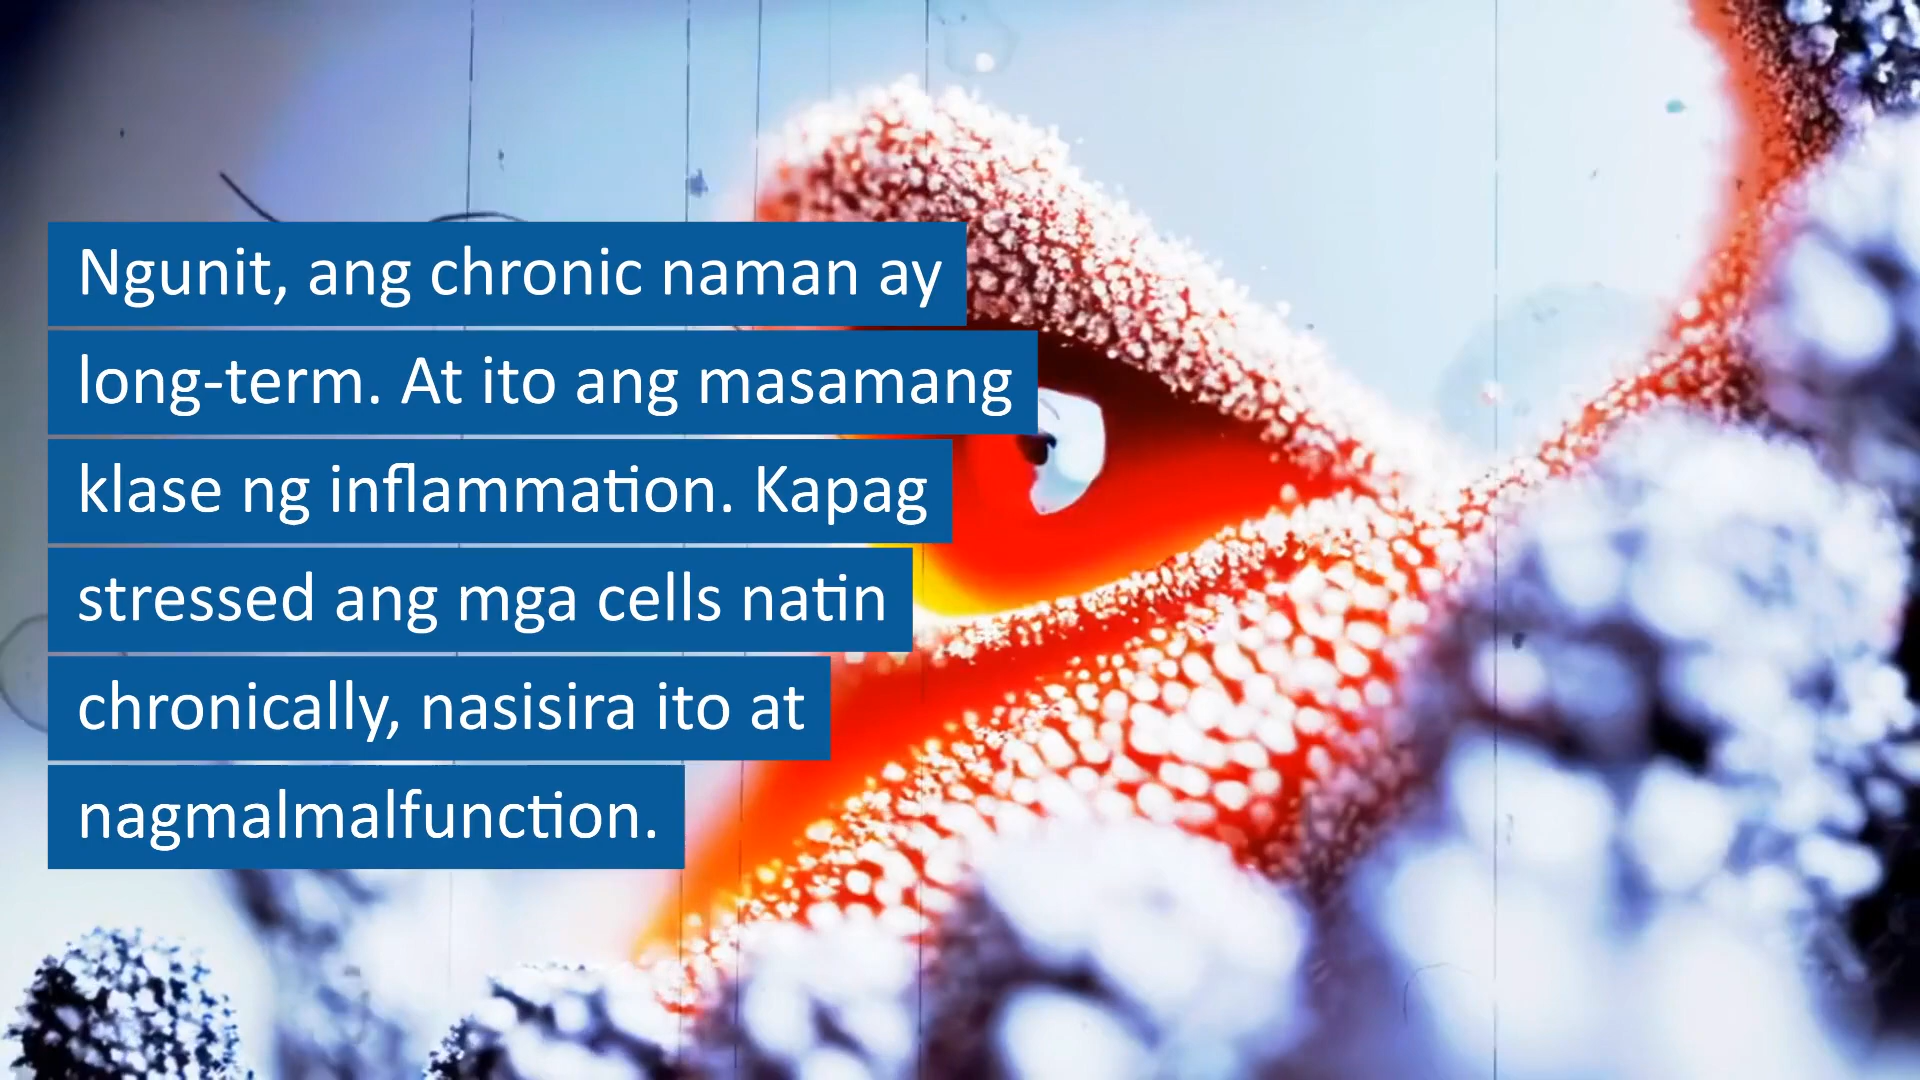 Ngunit, ang chronic naman ay
long-term. At ito ang masamang
klase ng inflammation. Kapag
stressed ang mga cells natin
chronically, nasisira ito at
nagmalmalfunction.